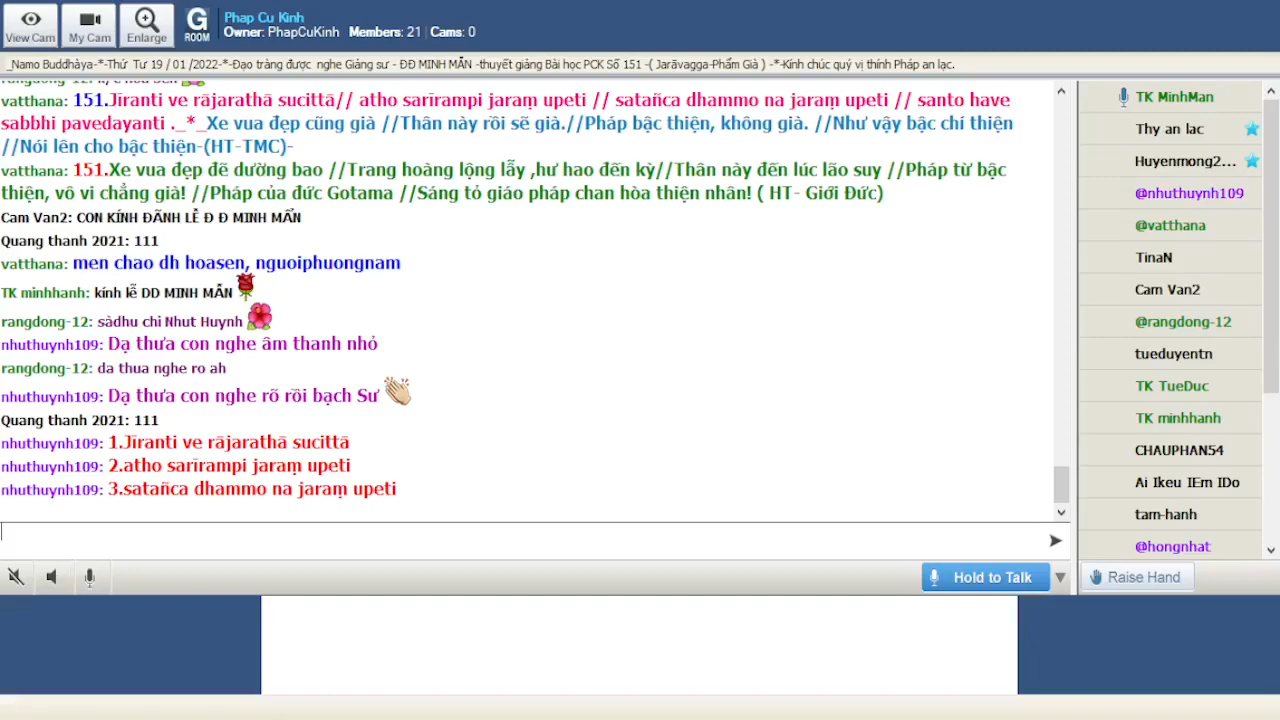 View Cam
My Cam
Enlarge
G
ROOM
Phap Cu Kinh
Owner: PhapCuKinh Members: 21 Cams: 0
_Namo Buddhàya-*-Thứ Tư 19 / 01 /2022-*-Đạo tràng được nghe Giảng sư - ĐĐ MINH MẪN -thuyết giảng Bài học PCK Số 151 -( Jarāvagga-Phẩm Già ) -*-Kính chúc quý vị thính Pháp an lạc.
vatthana: 151.Jīranti ve rājarathā sucittā// atho sarīrampi jaraṃ upeti // satañca dhammo na jaraṃ upeti // santo have
sabbhi pavedayanti ._*_Xe vua đẹp cũng già //Thân này rồi sẽ già.//Pháp bậc thiện, không già. //Như vậy bậc chí thiện
//Nói lên cho bậc thiện-(HT-TMC)-
vatthana: 151.Xe vua đẹp đẽ dường bao //Trang hoàng lộng lẫy ,hư hao đến kỳ//Thân này đến lúc lão suy //Pháp từ bậc
thiện, vô vi chẳng già! //Pháp của đức Gotama //Sáng tỏ giáo pháp chan hòa thiện nhân! ( HT- Giới Đức)
Cam Van2: CON KÍNH ĐÃNH LỄ Đ Đ MINH MẪN
Quang thanh 2021: 111
vatthana: men chao dh hoasen, nguoiphuongnam
TK minhhanh: kính lễ DD MINH MẪN
rangdong-12: sàdhu chi Nhut Huynh
nhuthuynh109: Dạ thưa con nghe âm thanh nhỏ
rangdong-12: da thua nghe ro ah
nhuthuynh109: Dạ thưa con nghe rõ rồi bạch Sư
Quang thanh 2021: 111
nhuthuynh109: 1.Jīranti ve rājarathā sucittā
nhuthuynh109: 2.atho sarīrampi jaraṃ upeti
nhuthuynh109: 3.satañca dhammo na jaraṃ upeti
Hold to Talk
TK MinhMan
Thy an lac
Huyenmong2...
@nhuthuynh109
@vatthana
TinaN
Cam Van2
@rangdong-12
tueduyentn
TK TueDuc
TK minhhanh
CHAUPHAN54
Ai Ikeu IEm IDo
tam-hanh
@hongnhat
Raise Hand